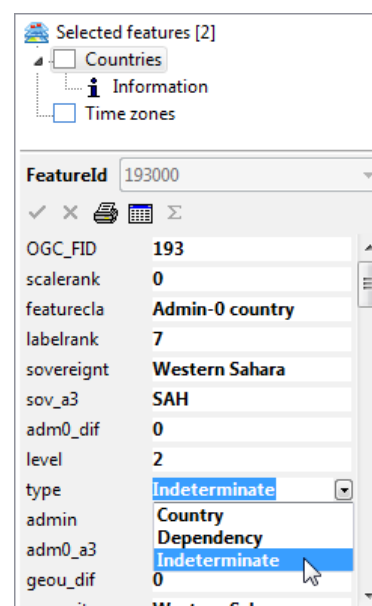 Selected features [2]
Countries
Information
Time zones
FeatureId 193000
OGC_FID 193
scalerank 0
featurecla Admin-0 country
labelrank 7
sovereignt Western Sahara
sov_a3 SAH
adm0_dif 0
level 2
type Indeterminate
admin Country
Dependency
adm0_a3 Indeterminate
geou_dif 0